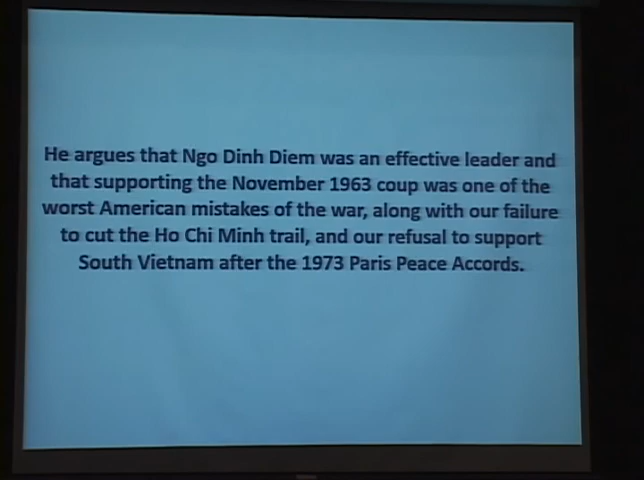 He argues that Ngo Dinh Diem was an effective leader and
that supporting the November 1963 coup was one of the
worst American mistakes of the war, along with our failure
to cut the Ho Chi Minh trail, and our refusal to support
South Vietnam after the 1973 Paris Peace Accords.